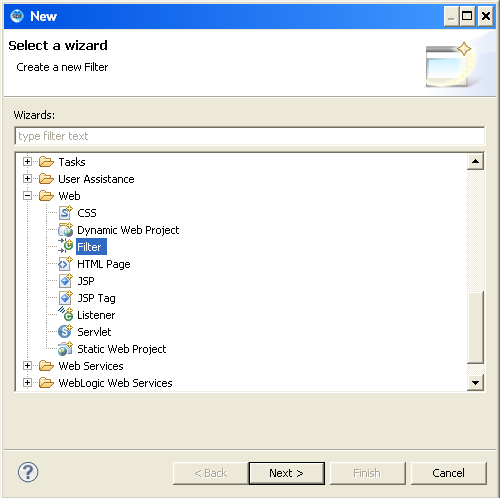 New
Select a wizard
Create a new Filter
Wizards:
type filter text
Tasks
User Assistance
Web
CSS
Dynamic Web Project
Filter
HTML Page
JSP
JSP Tag
Listener
Servlet
Static Web Project
Web Services
WebLogic Web Services
< Back Next > Finish Cancel